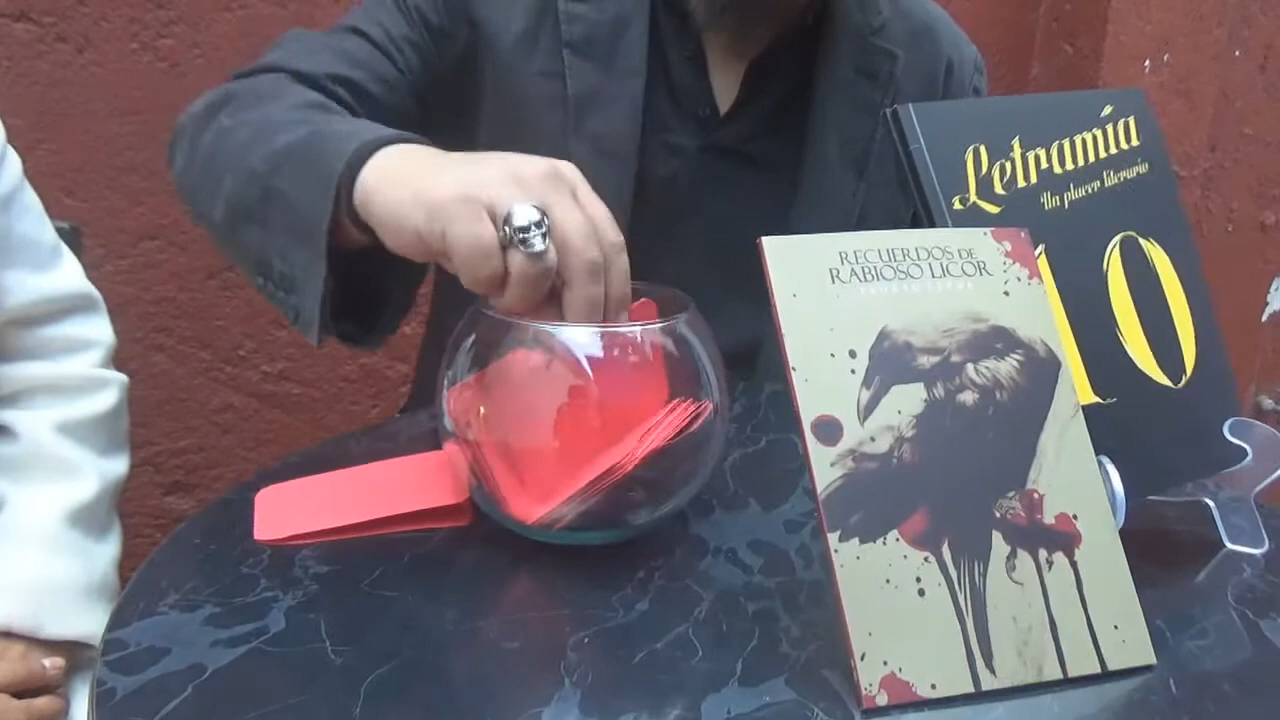 Letramía
Un placer literario
10
RECUERDOS DE
RABIOSO LICOR